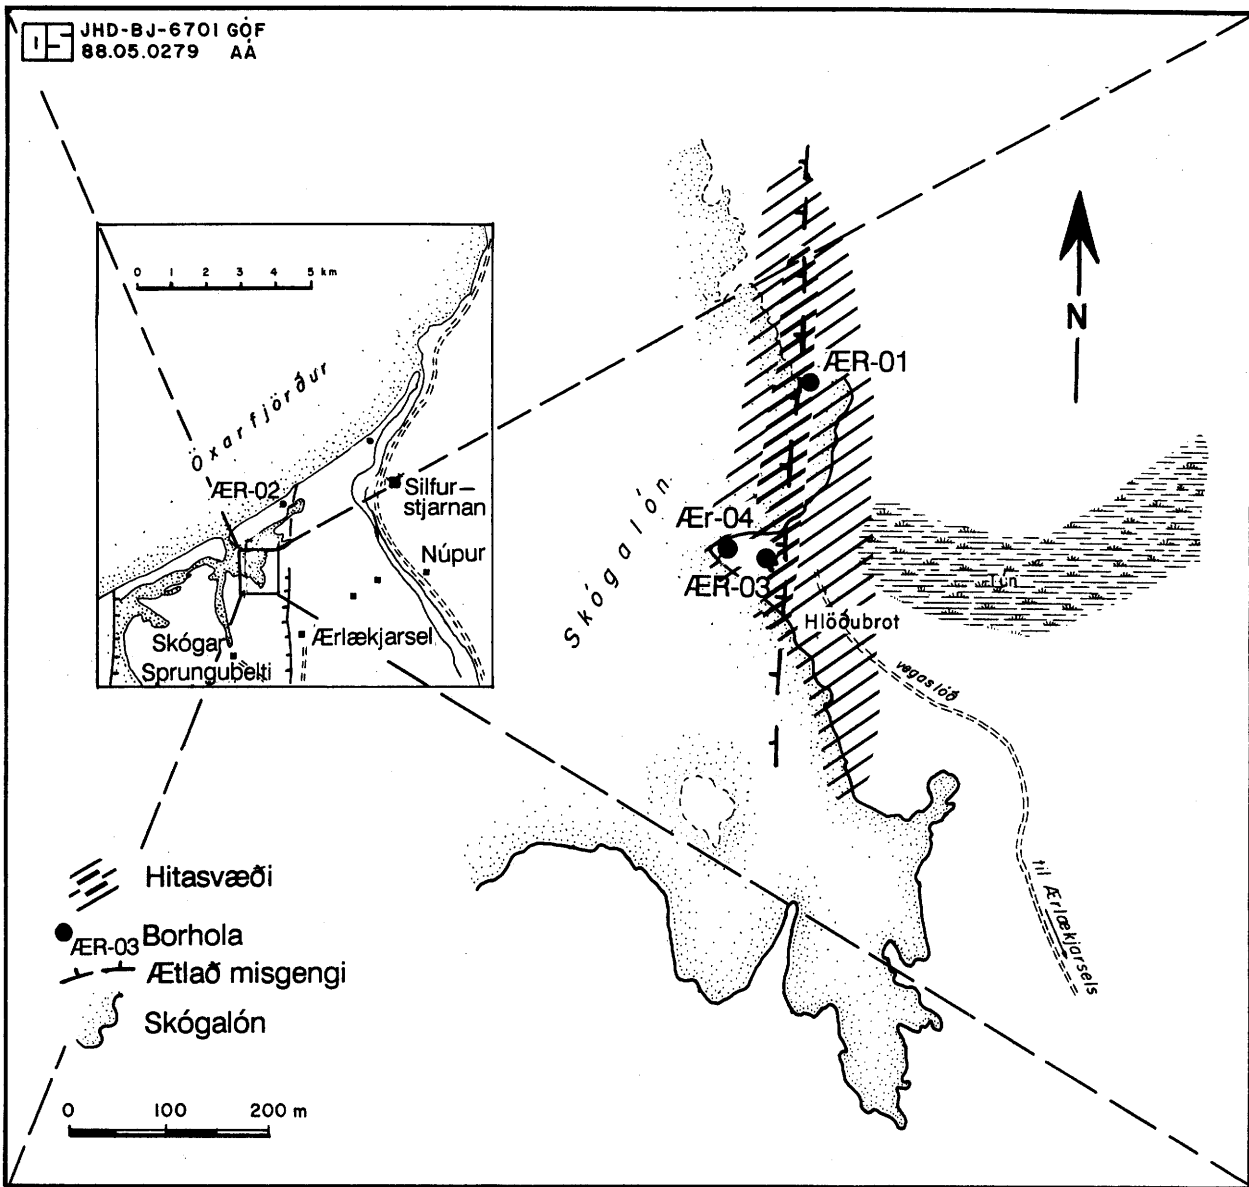 JHD-BJ-6701 GÓF
88.05.0279 AÁ
0 1 2 3 4 5 km
Öxarfjörður
ÆR-02
Silfur–
stjarnan
Núpur
Ærlækjarsel
Skógar
Sprungubelti
N
ÆR-01
Skógalón
Ær-04
ÆR-03
Tún
Hlöðubrot
vegaslóð
til Ærlækjarsels
Hitasvæði
ÆR-03 Borhola
Ætlað misgengi
Skógalón
0 100 200 m